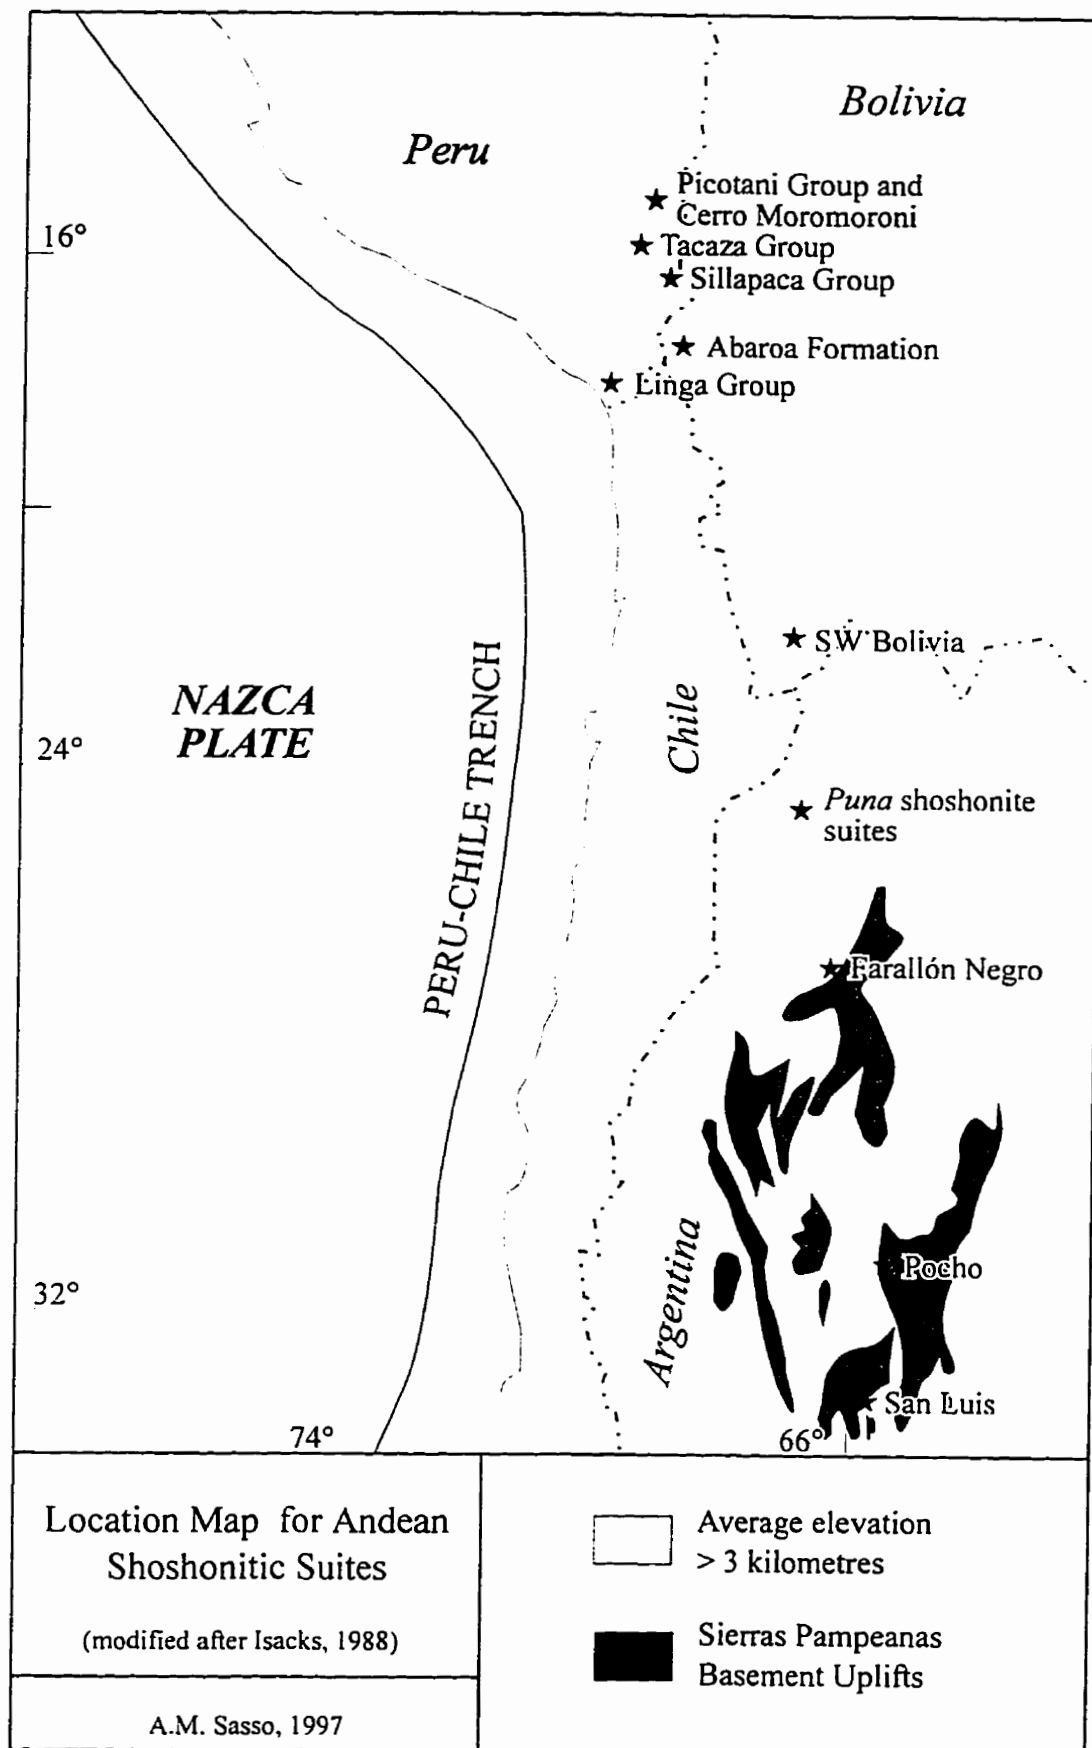 Bolivia
Peru
Picotani Group and
Cerro Moromoroni
16°
Tacaza Group
Sillapaca Group
Abaroa Formation
Linga Group
SW Bolivia
NAZCA
PLATE
PERU-CHILE TRENCH
Chile
24°
Puna shoshonite
suites
Farallón Negro
Argentina
Pocho
32°
San Luis
74°
66°
Location Map for Andean
Shoshonitic Suites
(modified after Isacks, 1988)
A.M. Sasso, 1997
Average elevation
> 3 kilometres
Sierras Pampeanas
Basement Uplifts